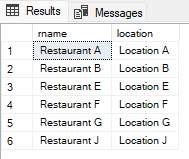 Results Messages
rname location
1 Restaurant A Location A
2 Restaurant B Location B
3 Restaurant E Location E
4 Restaurant F Location F
5 Restaurant G Location G
6 Restaurant J Location J